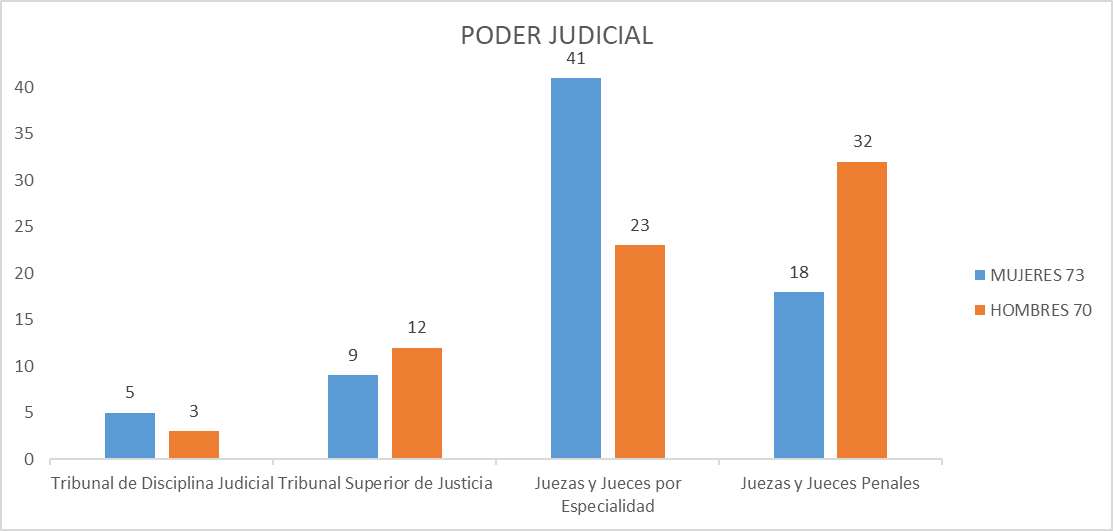 PODER JUDICIAL
40
35
30
25
20
15
10
5
0
5
3
9
12
41
23
18
32
Tribunal de Disciplina Judicial
Tribunal Superior de Justicia
Juezas y Jueces por
Especialidad
Juezas y Jueces Penales
MUJERES 73
HOMBRES 70